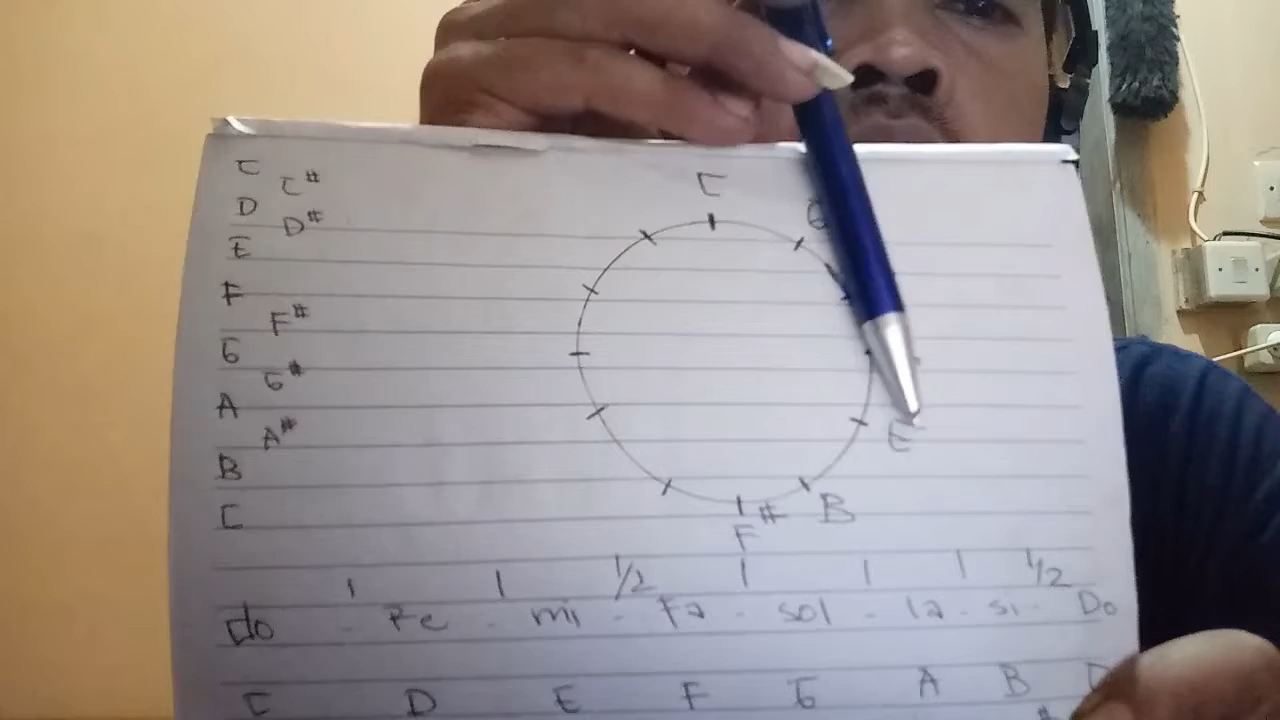 C
C#
D
D#
E
F
F#
G
G#
A
A#
B
C
C
E
B
F#
1 1 1/2 1 1 1 1/2
do - Re - mi - Fa - sol - la - si - Do
C D E F G A B
#